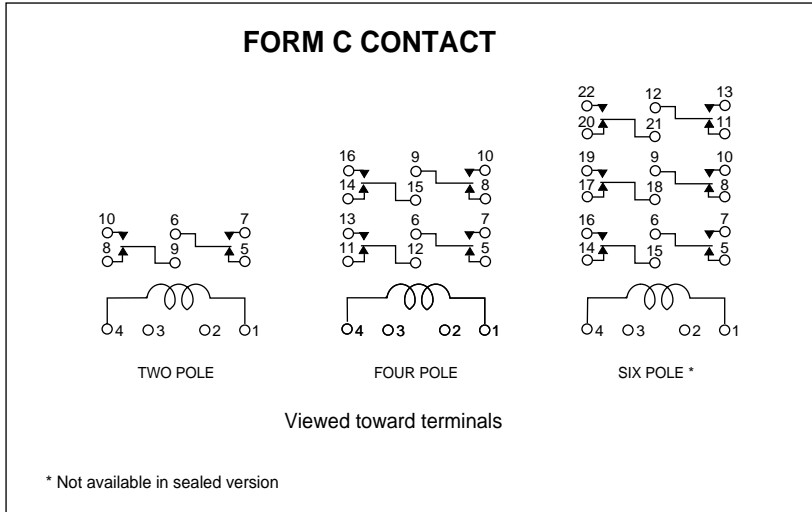 FORM C CONTACT
22 12 13
20 21 11
16 9 10 19 9 10
14 15 8 17 18 8
10 6 7 13 6 7 16 6 7
8 9 5 11 12 5 14 15 5
4 3 2 1 4 3 2 1 4 3 2 1
TWO POLE FOUR POLE SIX POLE *
Viewed toward terminals
* Not available in sealed version